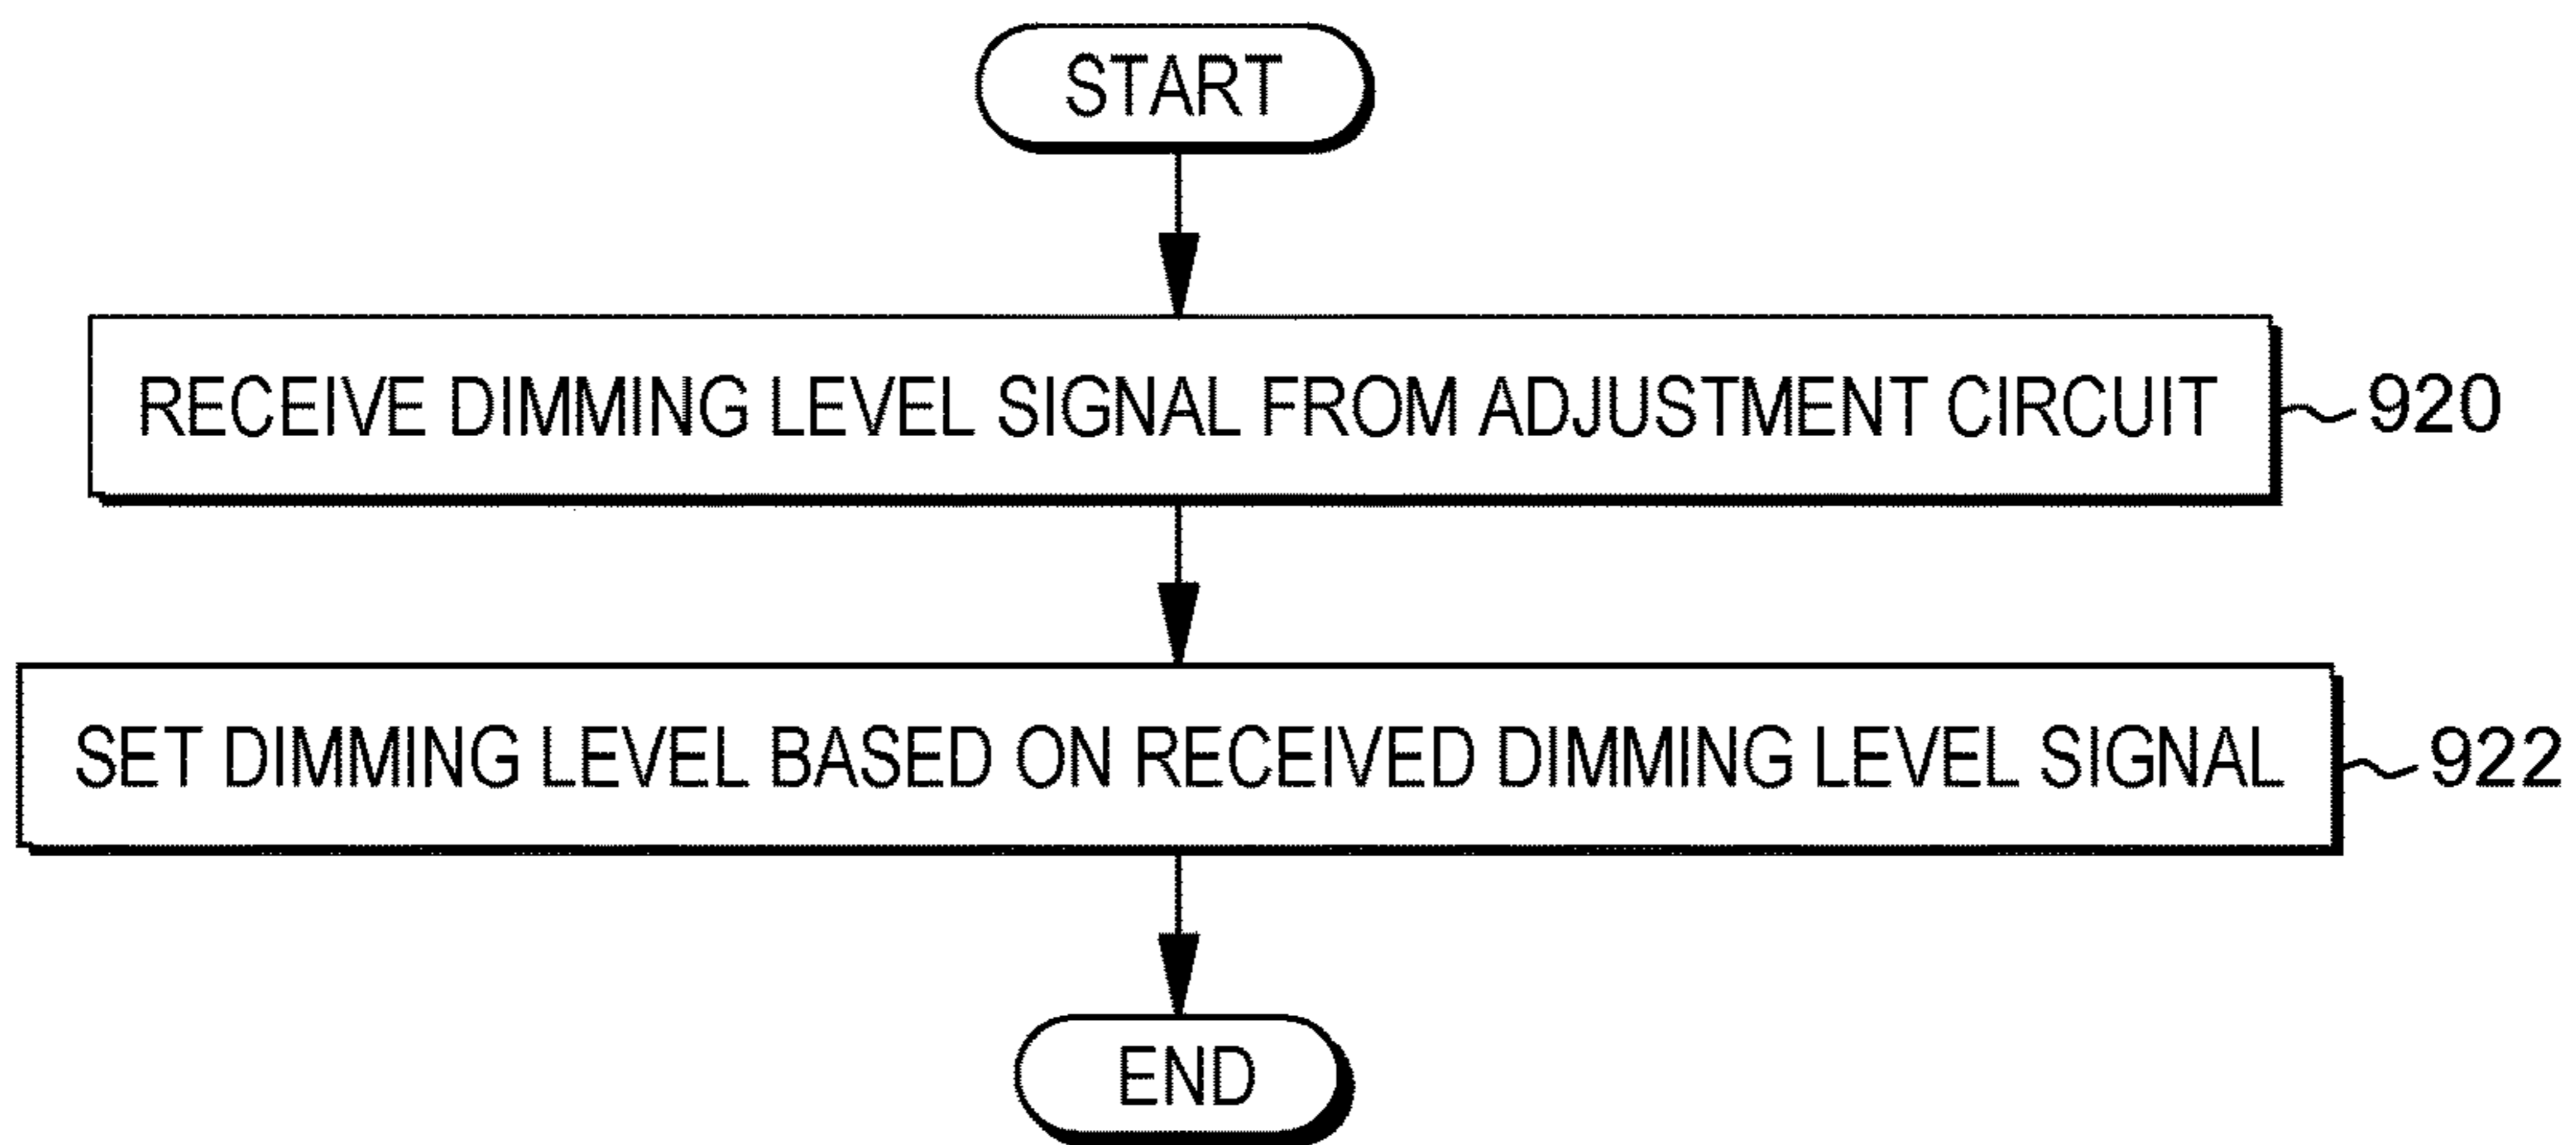 START
RECEIVE DIMMING LEVEL SIGNAL FROM ADJUSTMENT CIRCUIT
920
SET DIMMING LEVEL BASED ON RECEIVED DIMMING LEVEL SIGNAL
922
END